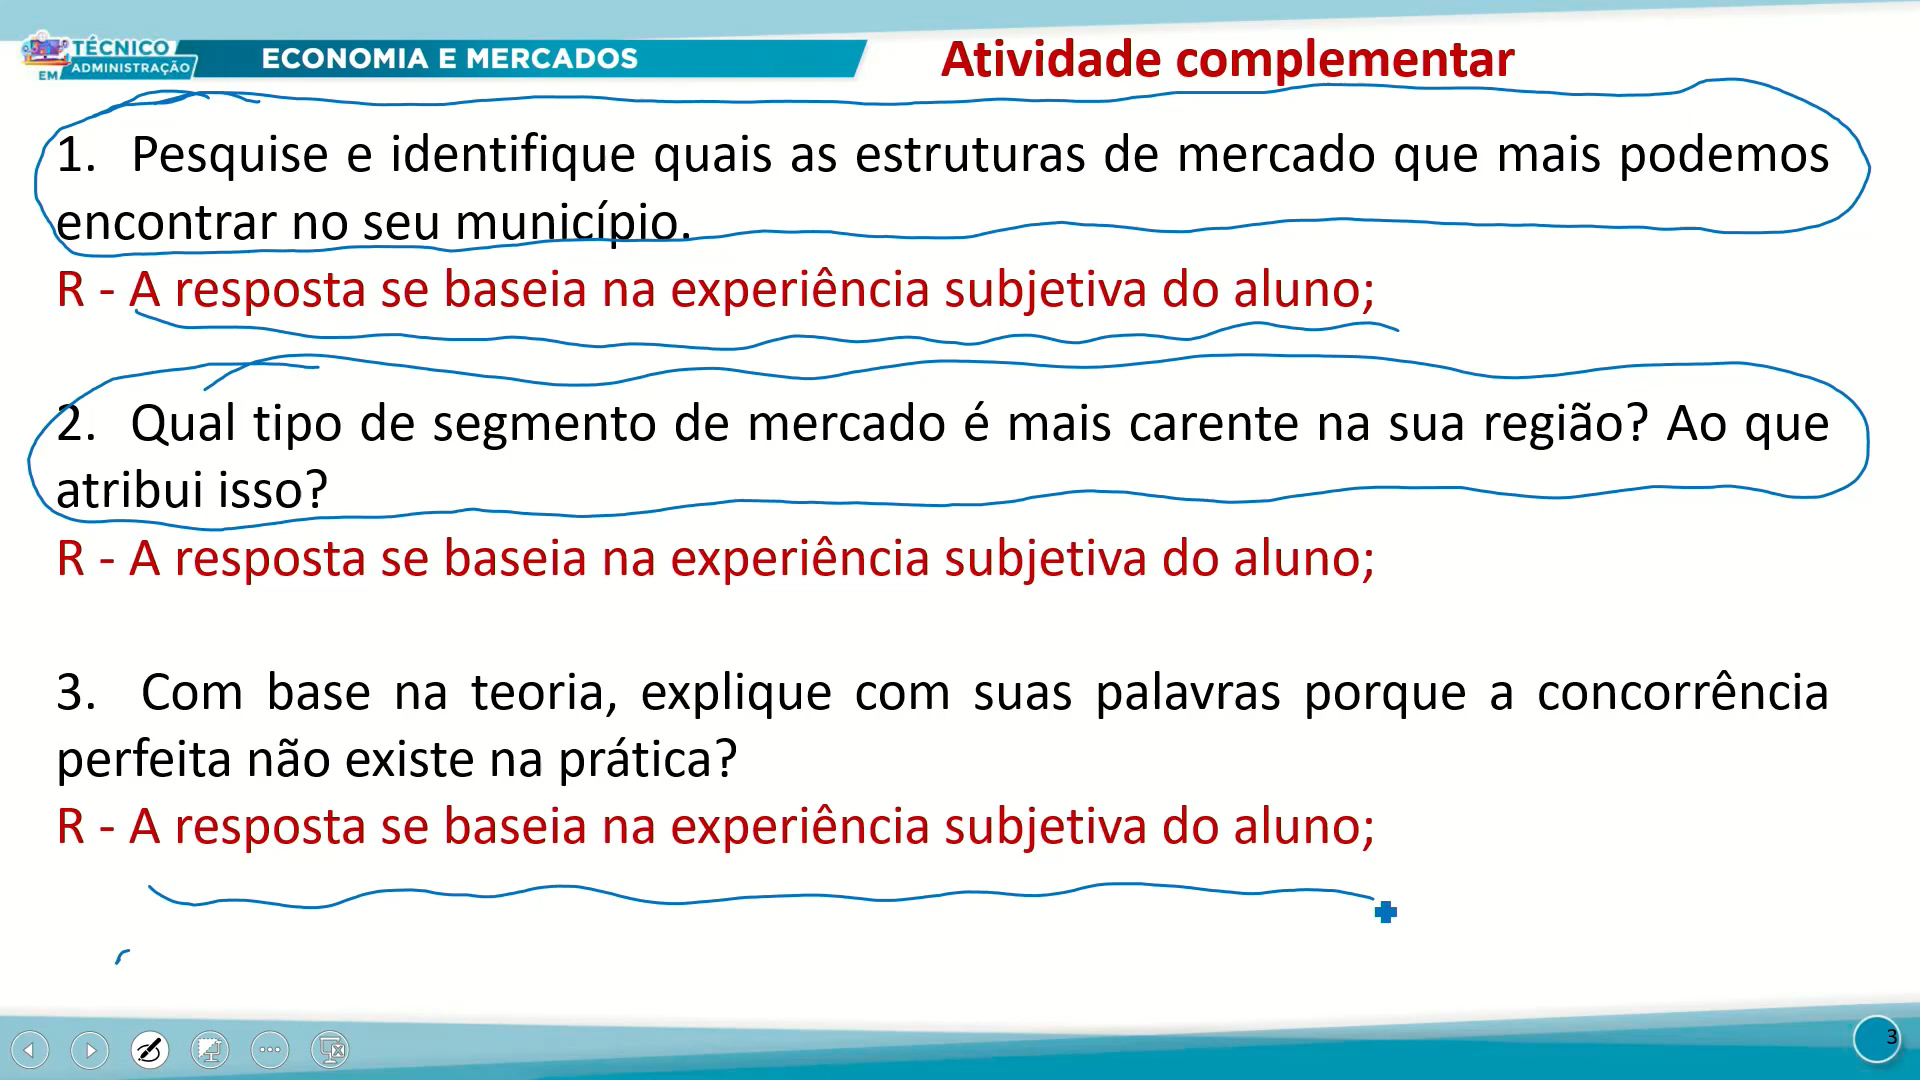 TÉCNICO
EM ADMINISTRAÇÃO
ECONOMIA E MERCADOS
Atividade complementar
1. Pesquise e identifique quais as estruturas de mercado que mais podemos
encontrar no seu município.
R - A resposta se baseia na experiência subjetiva do aluno;
2. Qual tipo de segmento de mercado é mais carente na sua região? Ao que
atribui isso?
R - A resposta se baseia na experiência subjetiva do aluno;
3. Com base na teoria, explique com suas palavras porque a concorrência
perfeita não existe na prática?
R - A resposta se baseia na experiência subjetiva do aluno;
3